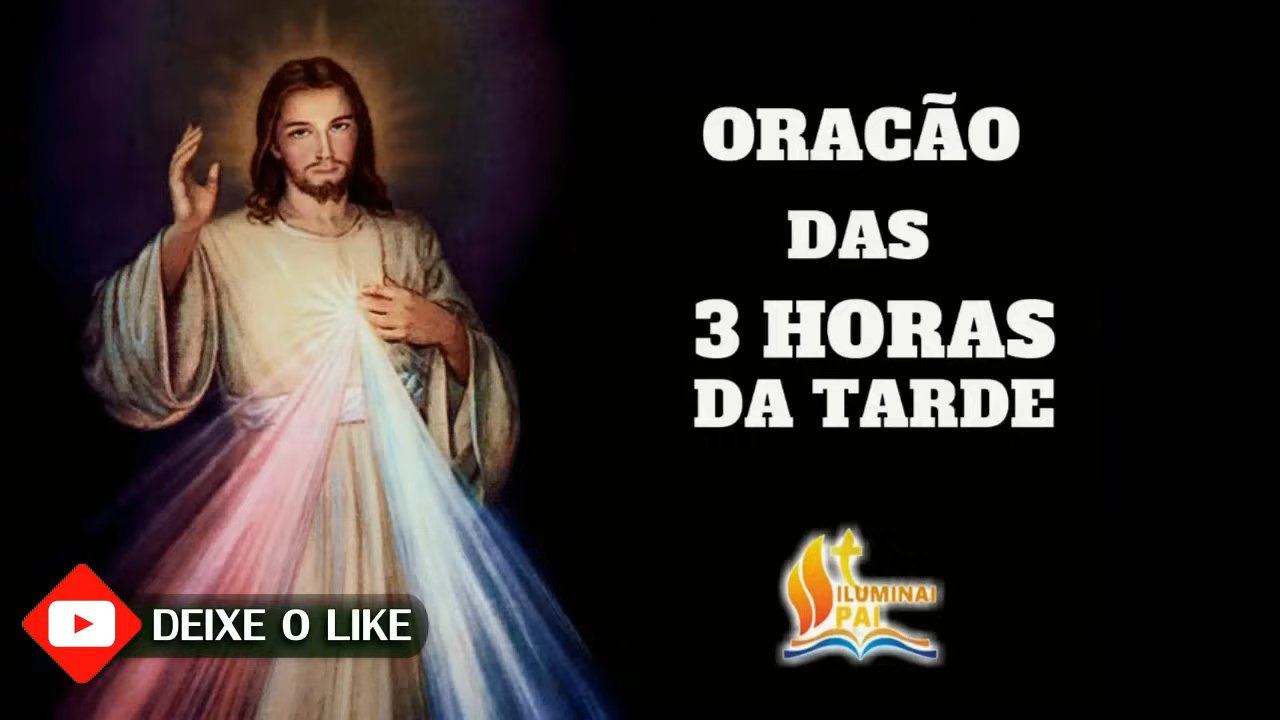 ORACÃO
DAS
3 HORAS
DA TARDE
ILUMINAI
PAI
DEIXE O LIKE